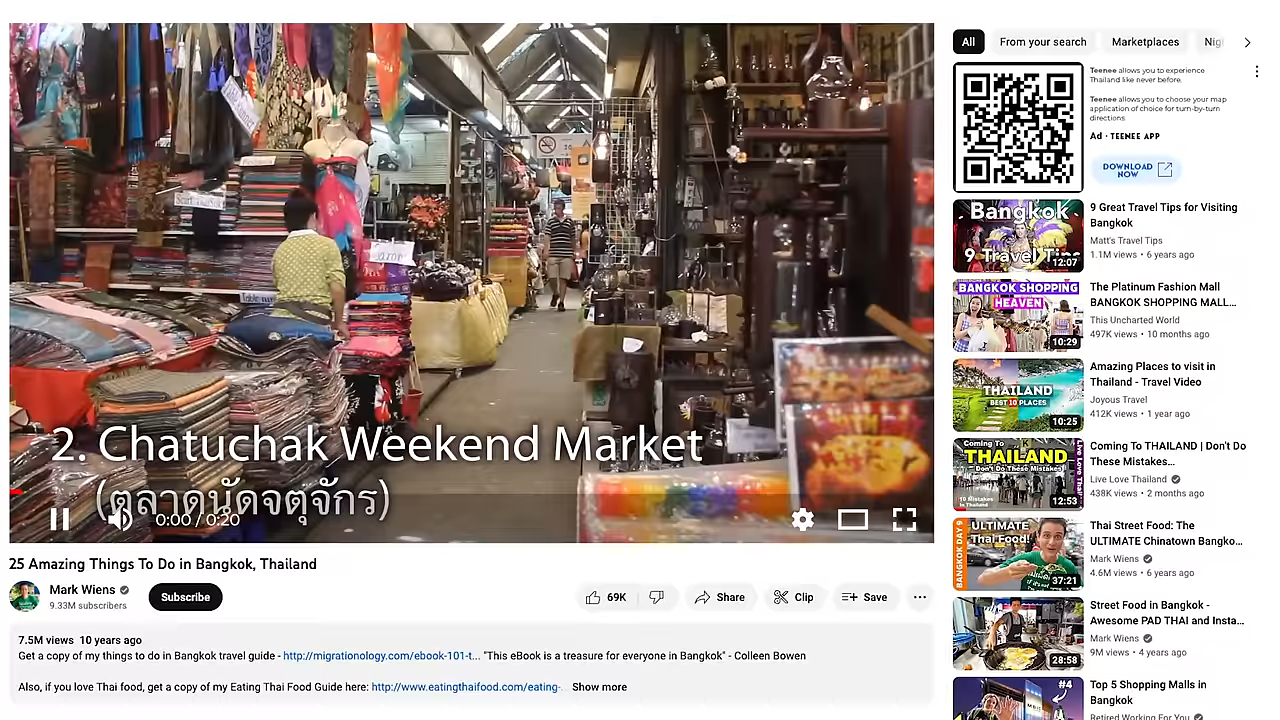 2. Chatuchak Weekend Market
(ตลาดนัดจตุจักร)
0:00 / 0:20
25 Amazing Things To Do in Bangkok, Thailand
Mark Wiens
9.33M subscribers
Subscribe
69K
Share
Clip
Save
7.5M views 10 years ago
Get a copy of my things to do in Bangkok travel guide - http://migrationology.com/ebook-101-t... "This eBook is a treasure for everyone in Bangkok" - Colleen Bowen
Also, if you love Thai food, get a copy of my Eating Thai Food Guide here: http://www.eatingthaifood.com/eating-.. Show more
All
From your search
Marketplaces
Teenee allows you to experience
Thailand like never before.
Teenee allows you to choose your map
application of choice for turn-by-turn
directions.
Ad · TEENEE APP
DOWNLOAD
NOW
Bangkok
9 Travel Tips
12:07
9 Great Travel Tips for Visiting
Bangkok
Matt's Travel Tips
1.1M views • 6 years ago
BANGKOK SHOPPING
HEAVEN
10:29
The Platinum Fashion Mall
BANGKOK SHOPPING MALL...
This Uncharted World
497K views • 10 months ago
THAILAND
BEST 10 PLACES
10:25
Amazing Places to visit in
Thailand - Travel Video
Joyous Travel
412K views • 1 year ago
Coming To
THAILAND
Don't Do These Mistakes!
10 Mistakes
in Thailand
12:53
Coming To THAILAND | Don't Do
These Mistakes...
Live Love Thailand
438K views • 2 months ago
BANGKOK DAY 9
ULTIMATE
Thai Street Food!
37:21
Thai Street Food: The
ULTIMATE Chinatown Bangko...
Mark Wiens
4.6M views • 6 years ago
28:58
Street Food in Bangkok -
Awesome PAD THAI and Insta...
Mark Wiens
9M views • 4 years ago
#4
Top 5 Shopping Malls in
Bangkok
Retired Working For You